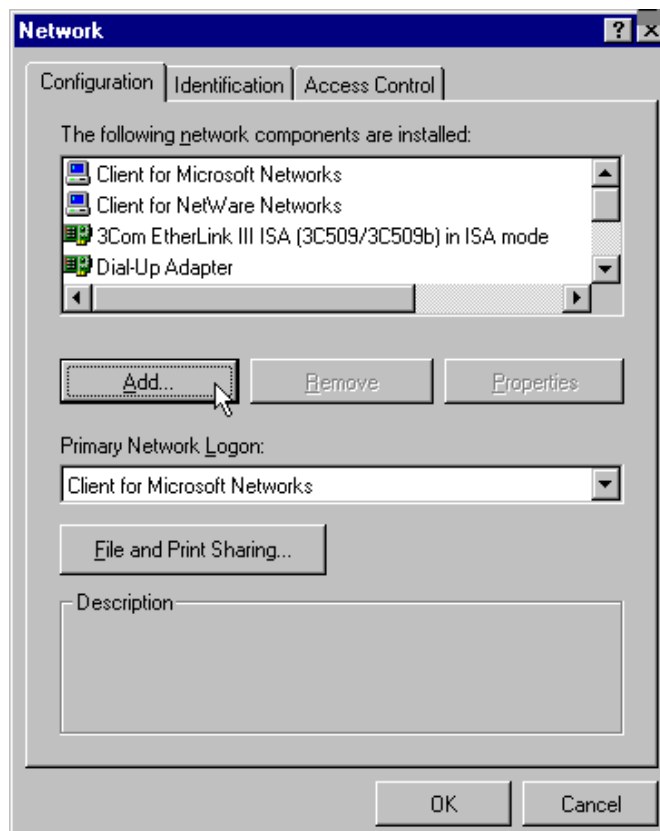 Network
Configuration Identification Access Control
The following network components are installed:
Client for Microsoft Networks
Client for NetWare Networks
3Com EtherLink III ISA (3C509/3C509b) in ISA mode
Dial-Up Adapter
Add... Remove Properties
Primary Network Logon:
Client for Microsoft Networks
File and Print Sharing...
Description
OK Cancel